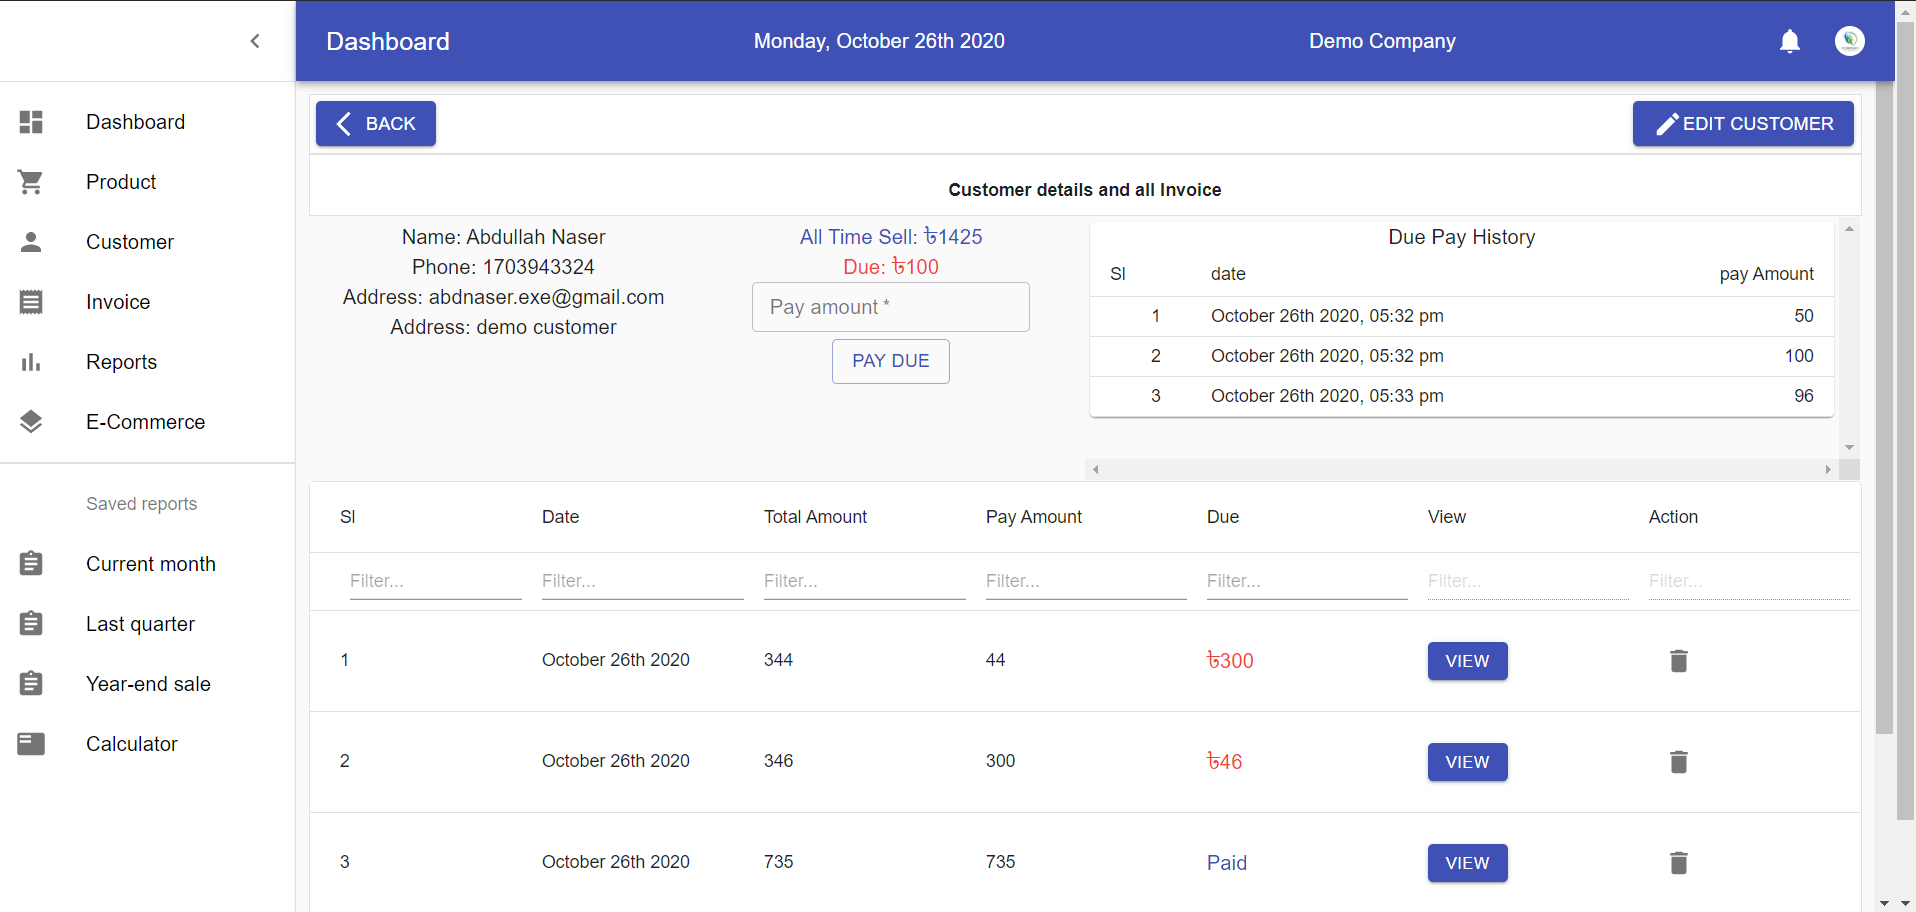 Dashboard Monday, October 26th 2020 Demo Company
Dashboard
Product
Customer
Invoice
Reports
E-Commerce
Saved reports
Current month
Last quarter
Year-end sale
Calculator
BACK EDIT CUSTOMER
Customer details and all Invoice
Name: Abdullah Naser
Phone: 1703943324
Address: abdnaser.exe@gmail.com
Address: demo customer
All Time Sell: ৳1425
Due: ৳100
Pay amount *
PAY DUE
Due Pay History
Sl date pay Amount
1 October 26th 2020, 05:32 pm 50
2 October 26th 2020, 05:32 pm 100
3 October 26th 2020, 05:33 pm 96
Sl Date Total Amount Pay Amount Due View Action
Filter... Filter... Filter... Filter... Filter... Filter... Filter...
1 October 26th 2020 344 44 ৳300 VIEW
2 October 26th 2020 346 300 ৳46 VIEW
3 October 26th 2020 735 735 Paid VIEW